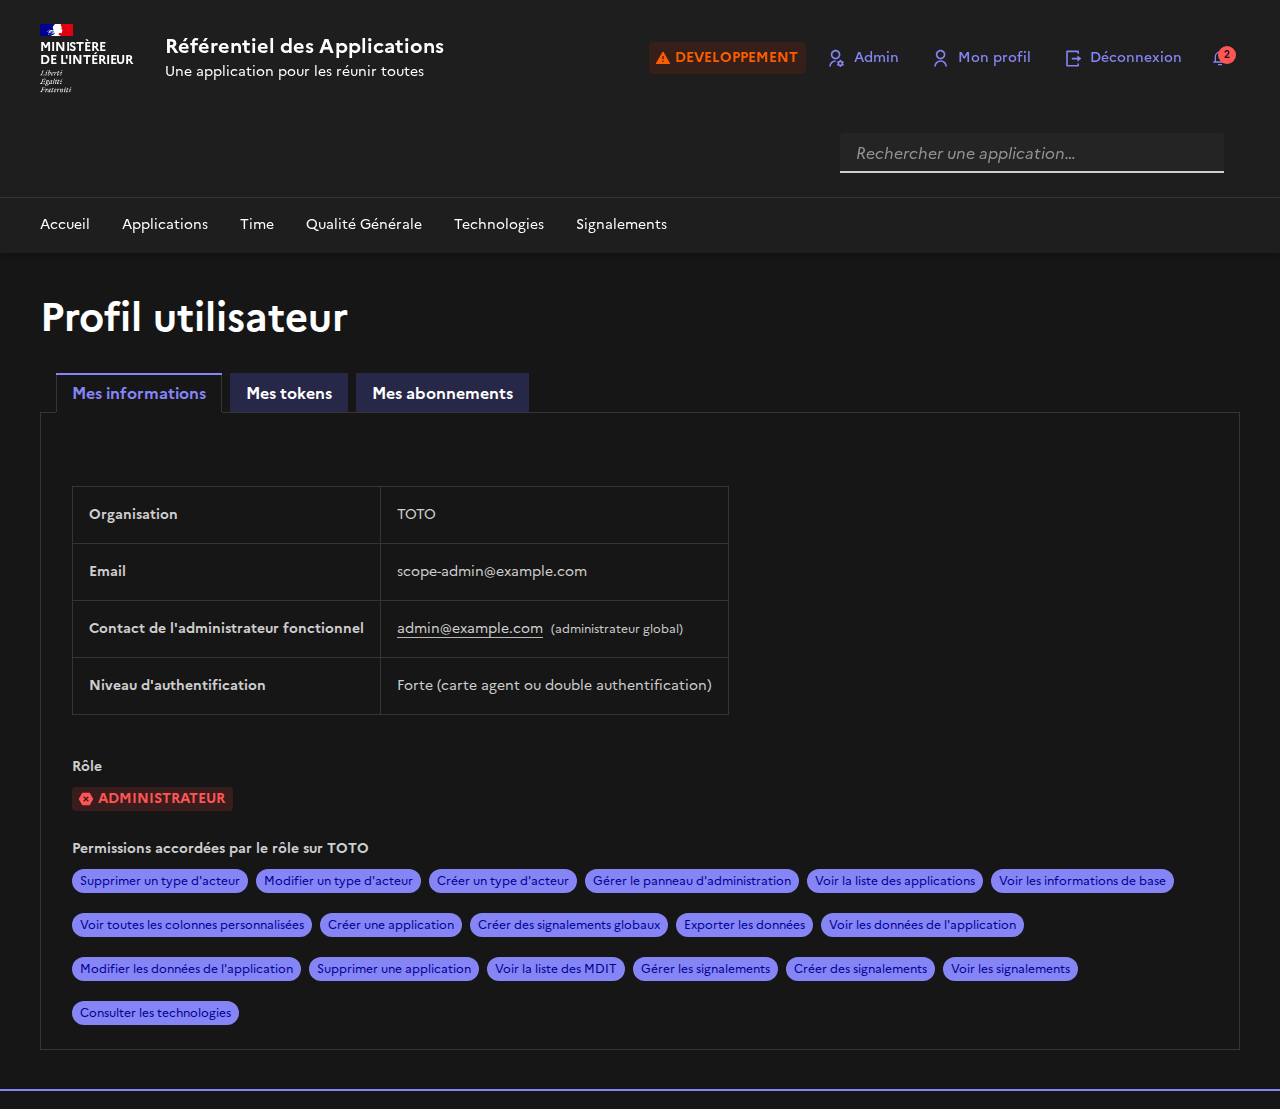 MINISTÈRE
DE L'INTÉRIEUR
Liberté
Égalité
Fraternité
Référentiel des Applications
Une application pour les réunir toutes
DEVELOPPEMENT
Admin
Mon profil
Déconnexion
2
Rechercher une application…
Accueil
Applications
Time
Qualité Générale
Technologies
Signalements
Profil utilisateur
Mes informations
Mes tokens
Mes abonnements
Organisation
TOTO
Email
scope-admin@example.com
Contact de l'administrateur fonctionnel
admin@example.com (administrateur global)
Niveau d'authentification
Forte (carte agent ou double authentification)
Rôle
ADMINISTRATEUR
Permissions accordées par le rôle sur TOTO
Supprimer un type d'acteur
Modifier un type d'acteur
Créer un type d'acteur
Gérer le panneau d'administration
Voir la liste des applications
Voir les informations de base
Voir toutes les colonnes personnalisées
Créer une application
Créer des signalements globaux
Exporter les données
Voir les données de l'application
Modifier les données de l'application
Supprimer une application
Voir la liste des MDIT
Gérer les signalements
Créer des signalements
Voir les signalements
Consulter les technologies